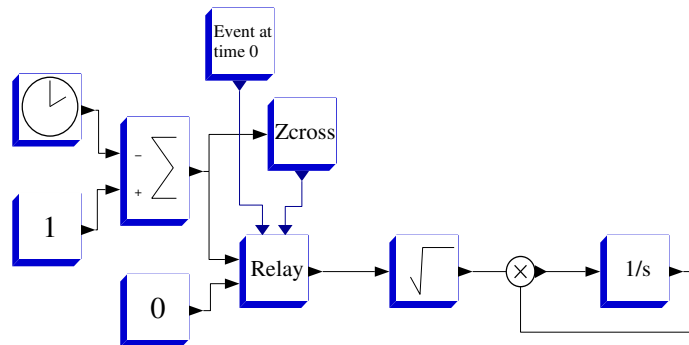 Event at
time 0
Zcross
-
Σ
+
1
Relay
√
×
1/s
0